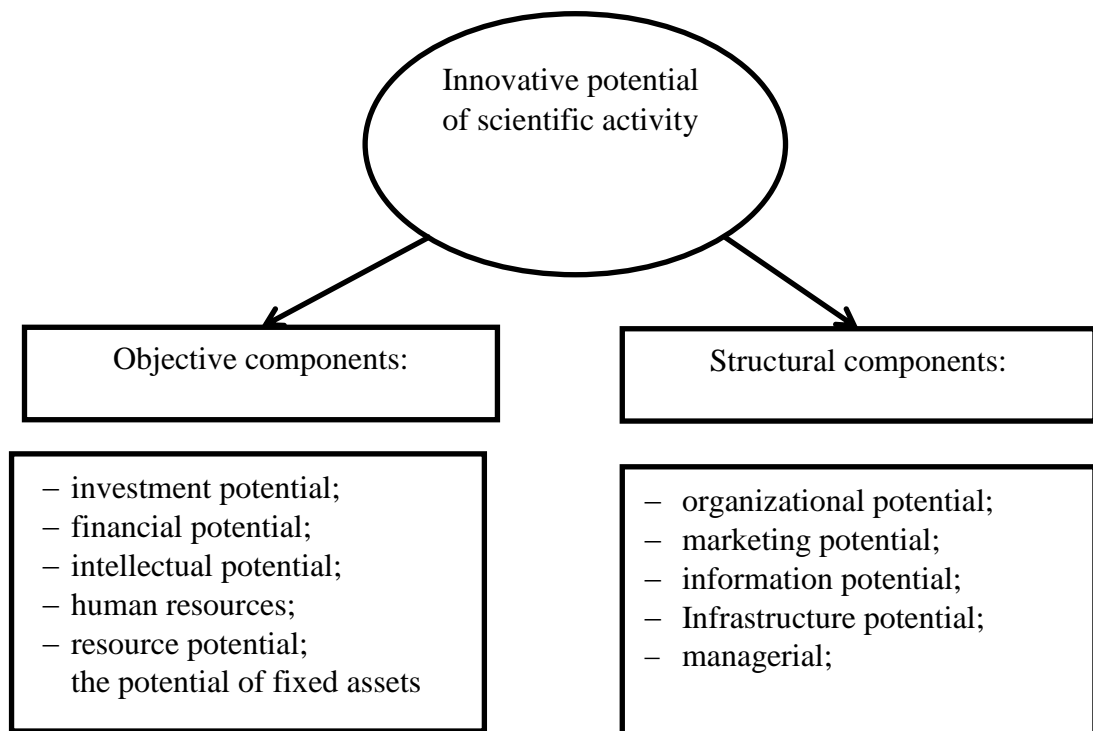 Innovative potential
of scientific activity
Objective components:
Structural components:
– investment potential;
– financial potential;
– intellectual potential;
– human resources;
– resource potential;
the potential of fixed assets
– organizational potential;
– marketing potential;
– information potential;
– Infrastructure potential;
– managerial;